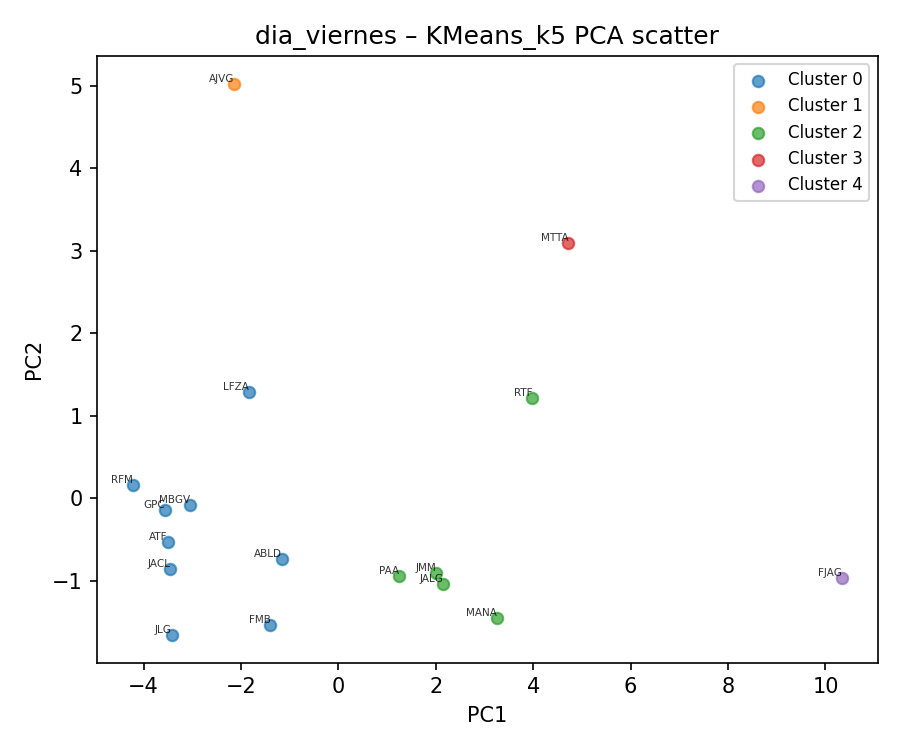 dia_viernes – KMeans_k5 PCA scatter
PC2
5
4
3
2
1
0
−1
Cluster 0
Cluster 1
Cluster 2
Cluster 3
Cluster 4
AJVG
MTTA
LFZA
RTF
RFM
MBGV
GPC
ATF
ABLD
JACL
PAA
JMM
JALG
FJAG
MANA
FMB
JLG
−4
−2
0
2
4
6
8
10
PC1